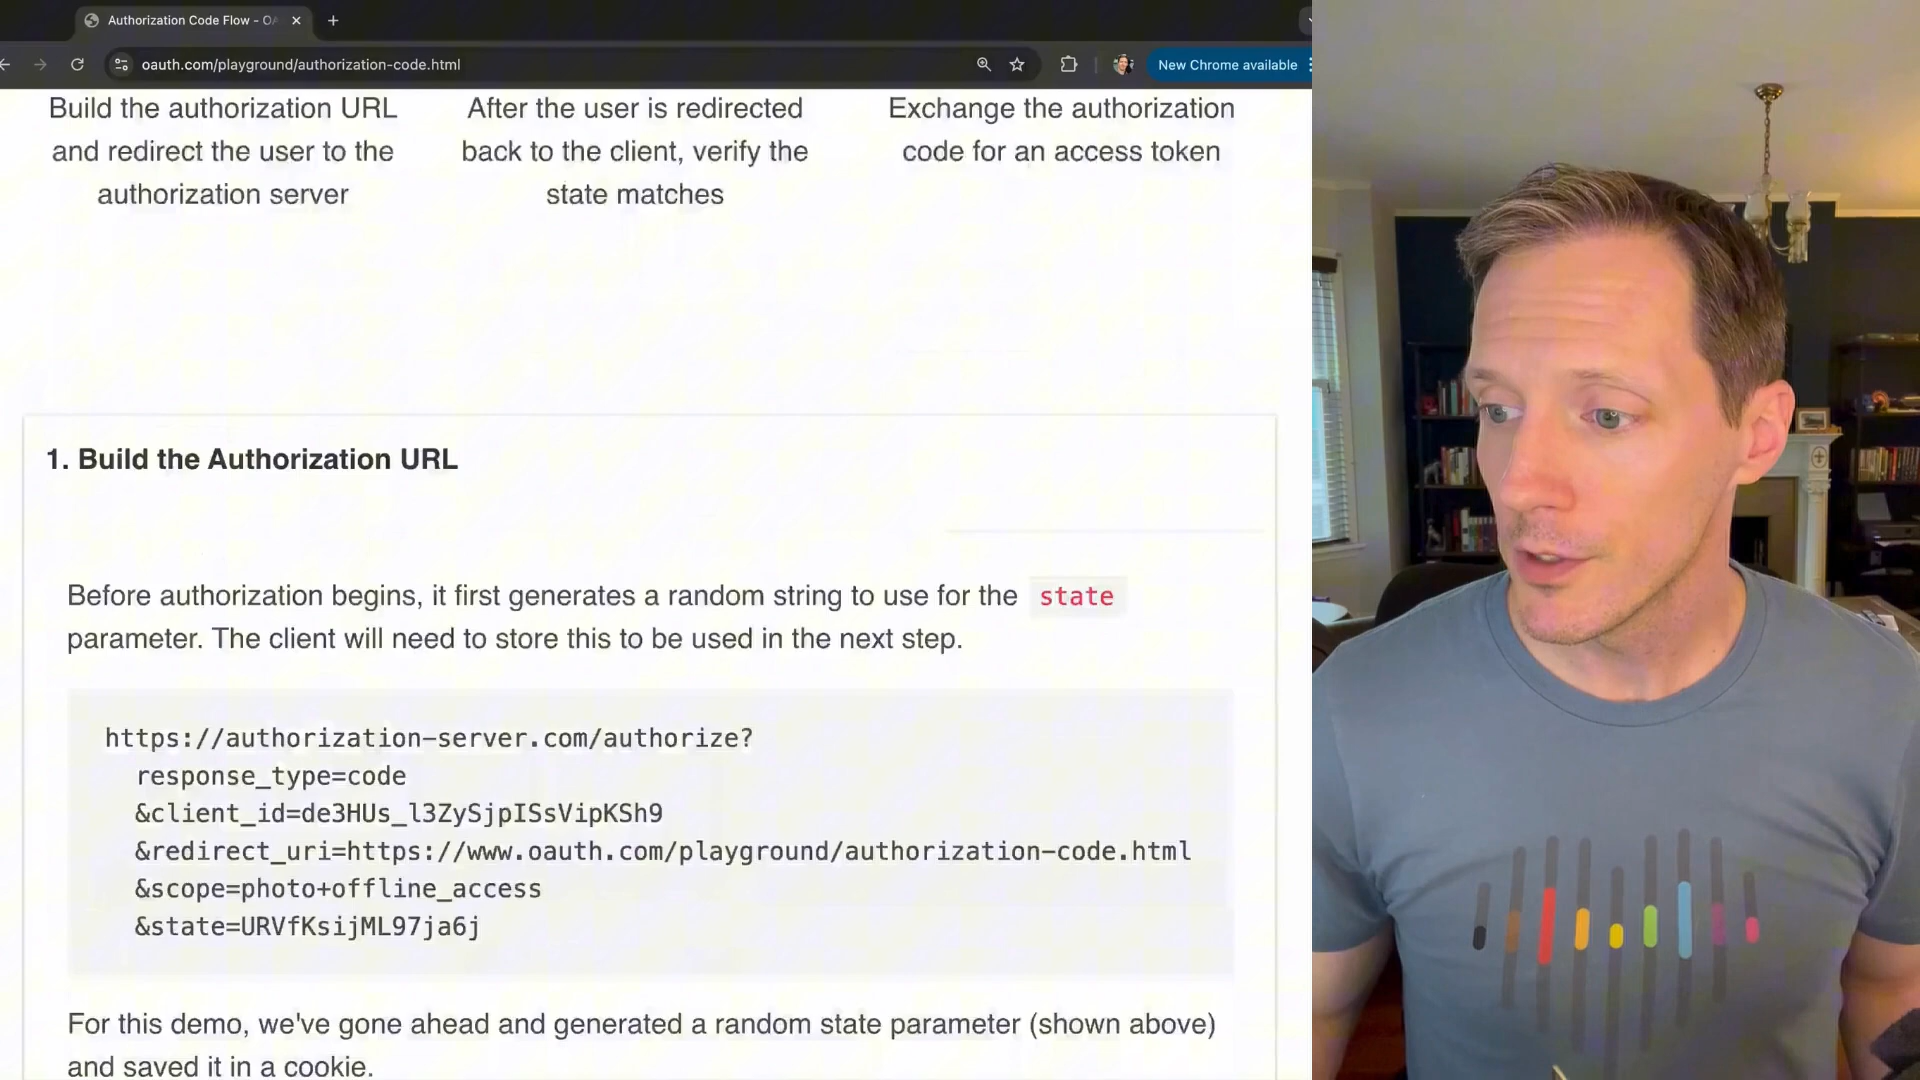 Authorization Code Flow - OA
oauth.com/playground/authorization-code.html
New Chrome available
Build the authorization URL
and redirect the user to the
authorization server
After the user is redirected
back to the client, verify the
state matches
Exchange the authorization
code for an access token
1. Build the Authorization URL
Before authorization begins, it first generates a random string to use for the state
parameter. The client will need to store this to be used in the next step.
https://authorization-server.com/authorize?
response_type=code
&client_id=de3HUs_l3ZySjpISsVipKSh9
&redirect_uri=https://www.oauth.com/playground/authorization-code.html
&scope=photo+offline_access
&state=URVfKsijML97ja6j
For this demo, we've gone ahead and generated a random state parameter (shown above)
and saved it in a cookie.